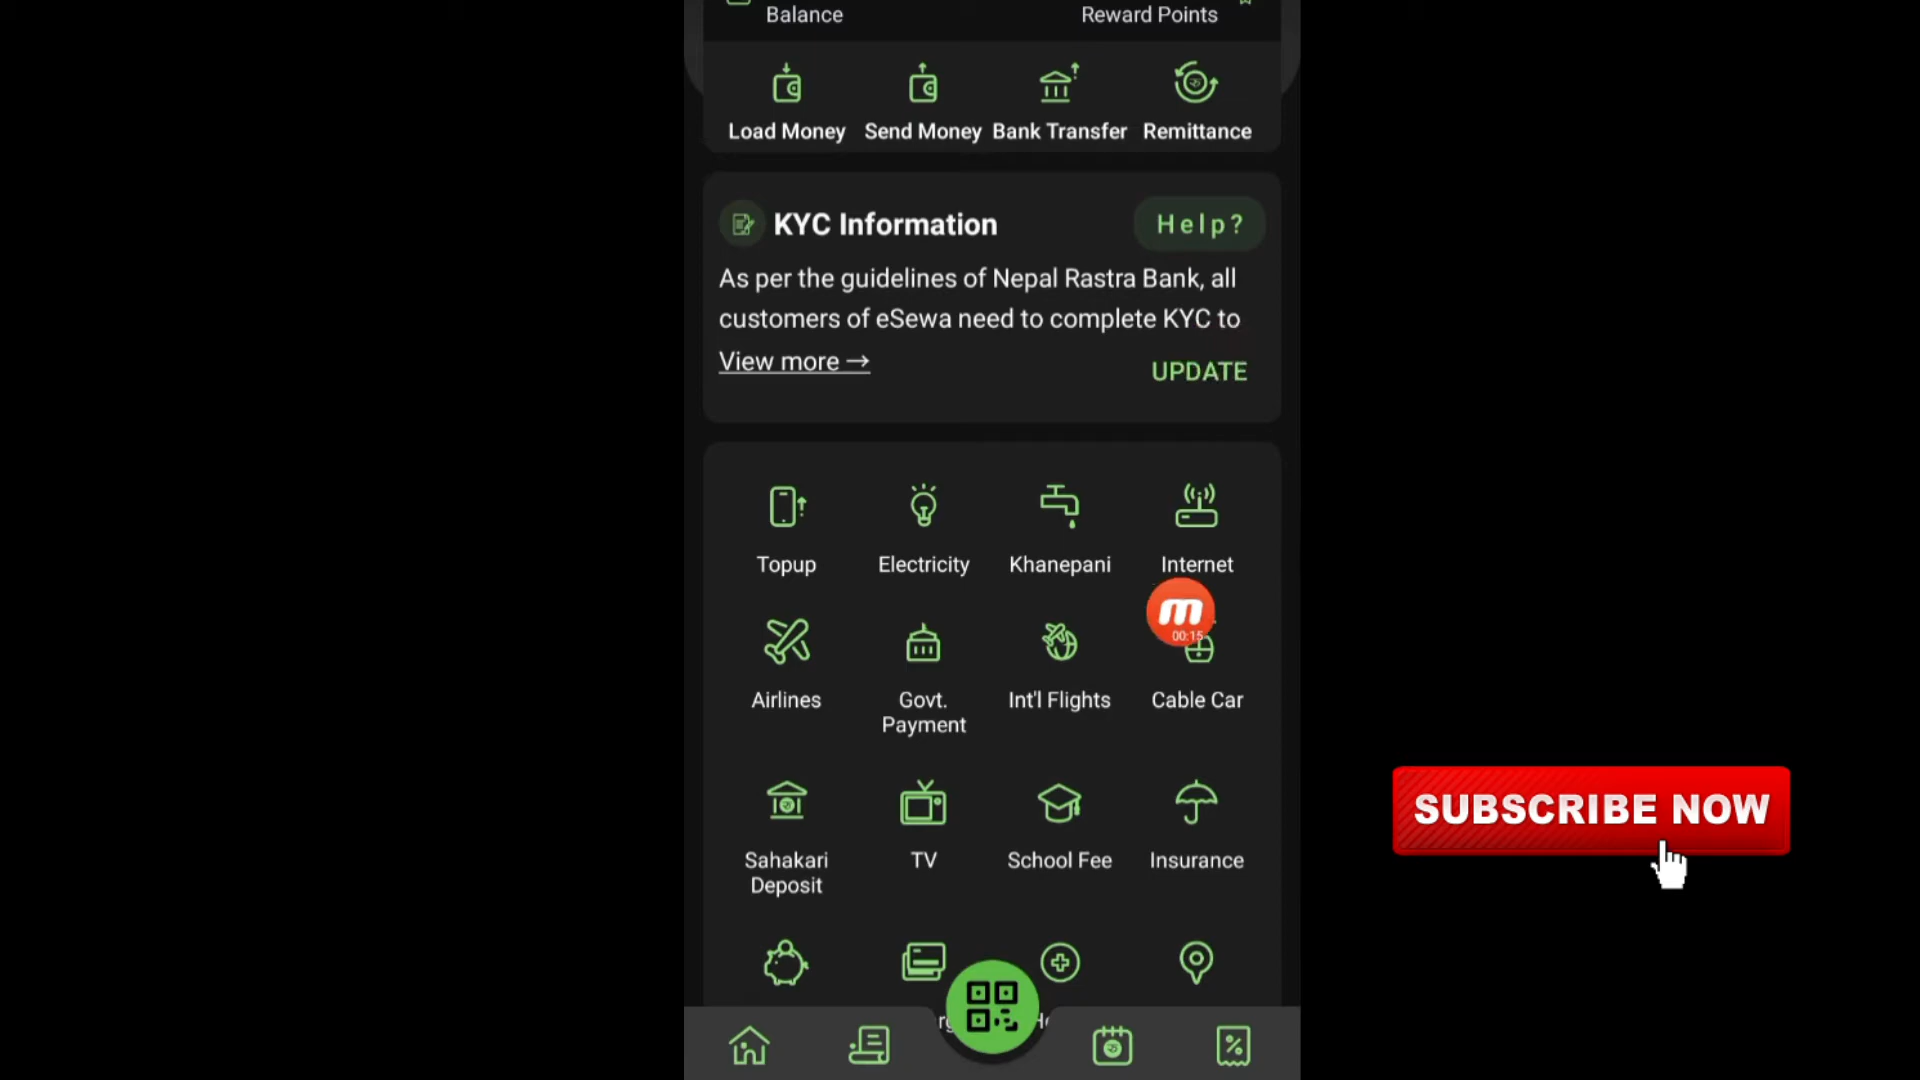 Balance
Reward Points
Load Money
Send Money
Bank Transfer
Remittance
KYC Information
Help?
As per the guidelines of Nepal Rastra Bank, all
customers of eSewa need to complete KYC to
View more →
UPDATE
Topup
Electricity
Khanepani
Internet
m
00:15
Airlines
Govt.
Payment
Int'l Flights
Cable Car
Sahakari
Deposit
TV
School Fee
Insurance
SUBSCRIBE NOW